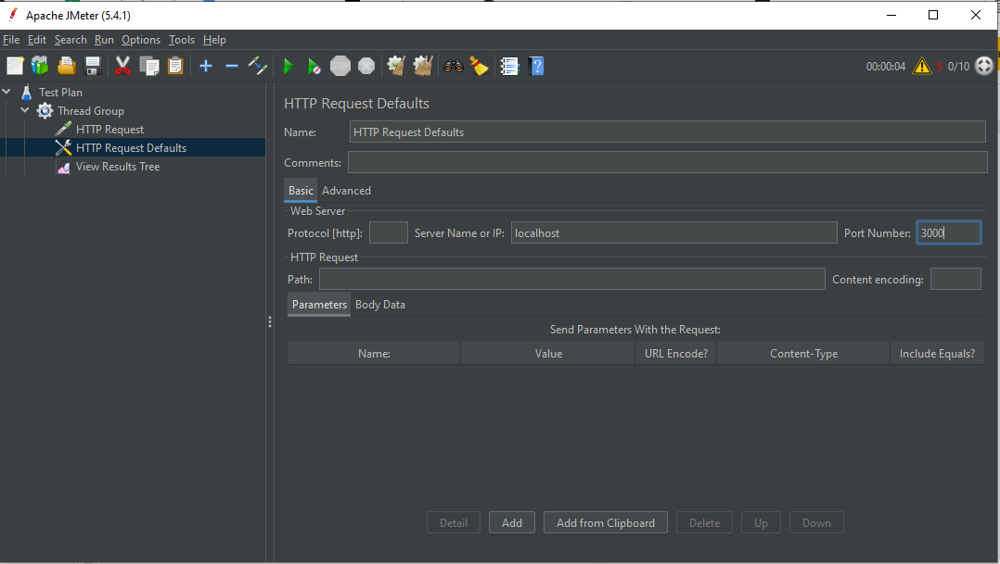 Apache JMeter (5.4.1)
File Edit Search Run Options Tools Help
STOP
00:00:04 5 0/10
Test Plan
Thread Group
HTTP Request
HTTP Request Defaults
View Results Tree
HTTP Request Defaults
Name: HTTP Request Defaults
Comments:
Basic Advanced
Web Server
Protocol [http]: Server Name or IP: localhost Port Number: 3000
HTTP Request
Path: Content encoding:
Parameters Body Data
Send Parameters With the Request:
Name: Value URL Encode? Content-Type Include Equals?
Detail Add Add from Clipboard Delete Up Down